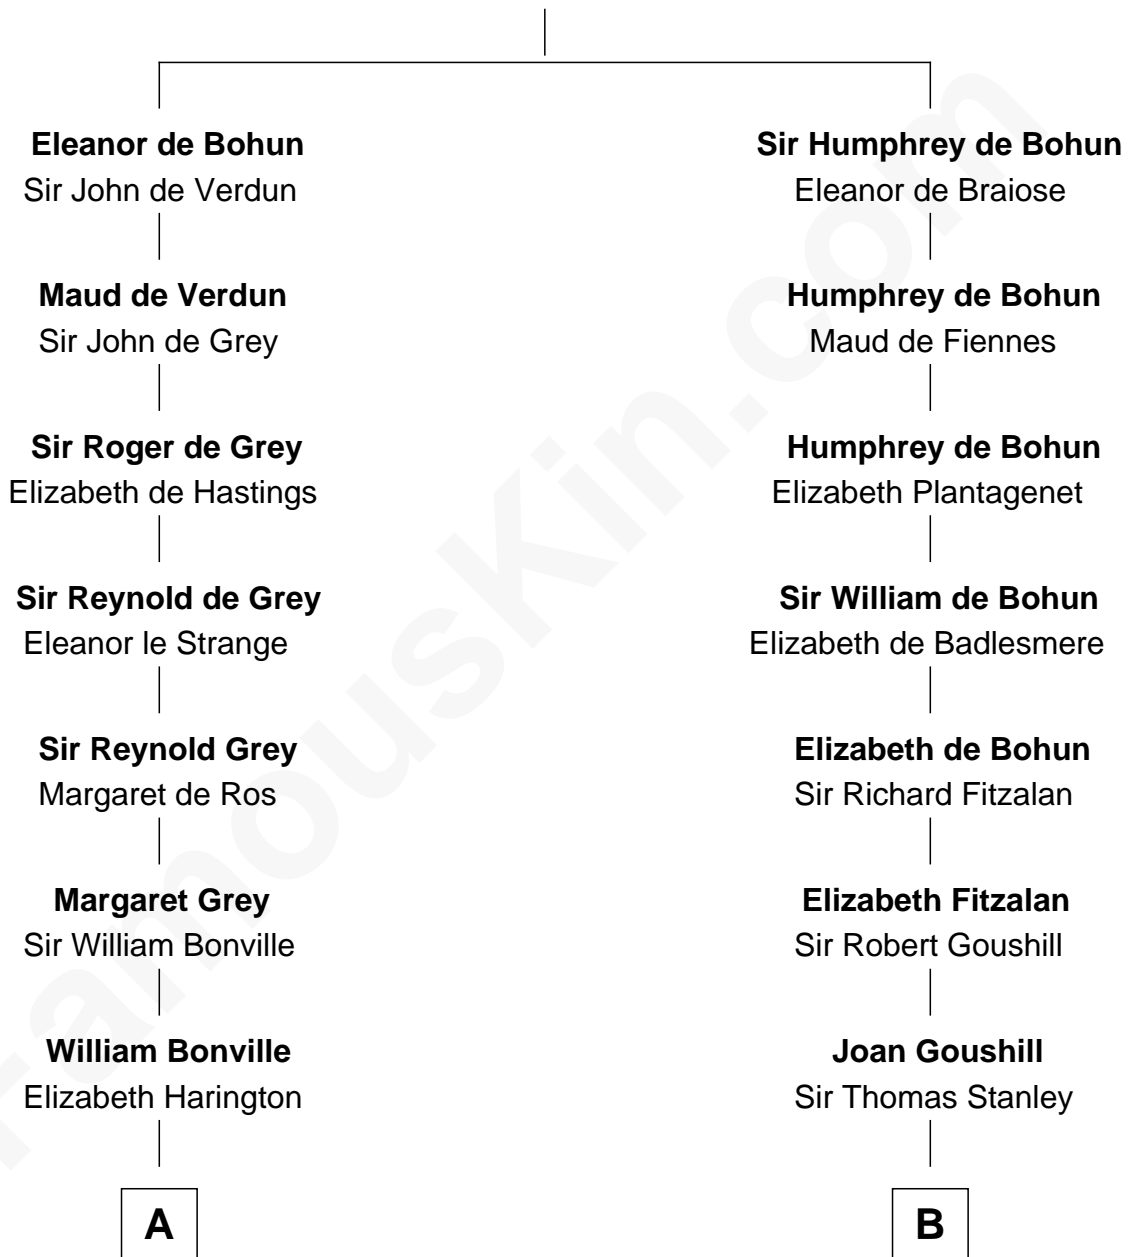 Eleanor de Bohun
Sir John de Verdun
Maud de Verdun
Sir John de Grey
Sir Roger de Grey
Elizabeth de Hastings
Sir Reynold de Grey
Eleanor le Strange
Sir Reynold Grey
Margaret de Ros
Margaret Grey
Sir William Bonville
William Bonville
Elizabeth Harington
A
Sir Humphrey de Bohun
Eleanor de Braiose
Humphrey de Bohun
Maud de Fiennes
Humphrey de Bohun
Elizabeth Plantagenet
Sir William de Bohun
Elizabeth de Badlesmere
Elizabeth de Bohun
Sir Richard Fitzalan
Elizabeth Fitzalan
Sir Robert Goushill
Joan Goushill
Sir Thomas Stanley
B
FamousKin.com